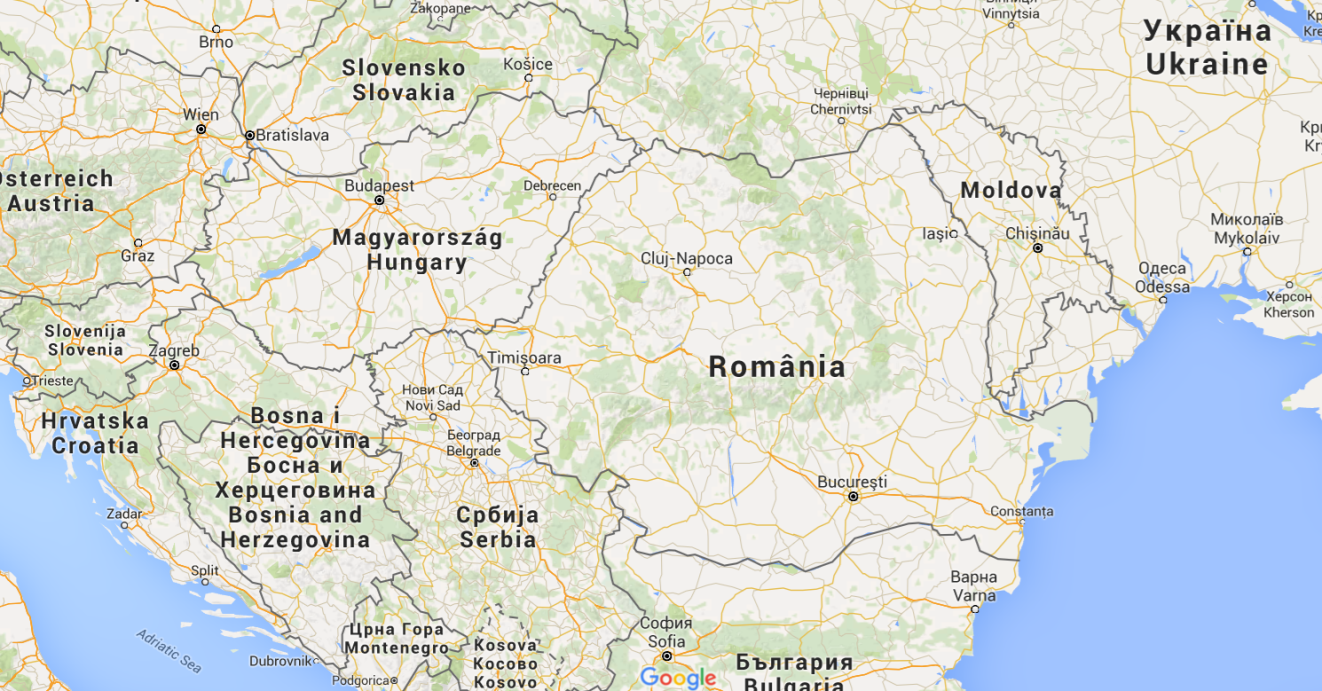 Zakopane
Вінниця
Vinnytsia
Україна
Ukraine
Brno
Slovensko
Slovakia
Košice
Чернівці
Chernivtsi
Wien
Bratislava
Österreich
Austria
Budapest
Debrecen
Moldova
Magyarország
Hungary
Cluj-Napoca
Iași
Chișinău
Миколаїв
Mykolaiv
Graz
Одеса
Odessa
Херсон
Kherson
Slovenija
Slovenia
Zagreb
Timișoara
România
Trieste
Нови Сад
Novi Sad
Hrvatska
Croatia
Bosna i
Hercegovina
Босна и
Херцеговина
Bosnia and
Herzegovina
Београд
Belgrade
București
Constanța
Zadar
Србија
Serbia
Split
Варна
Varna
Adriatic Sea
Црна Гора
Montenegro
Kosova
Косово
Kosovo
София
Sofia
Dubrovnik
Podgorica
Google
България
Bulgaria